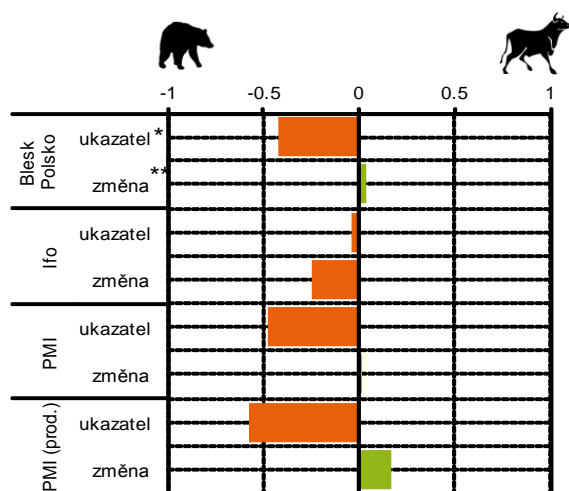 -1 -0.5 0 0.5 1
Blesk
Polsko
ukazatel *
změna **
Ifo
ukazatel
změna
PMI
ukazatel
změna
PMI (prod.)
ukazatel
změna